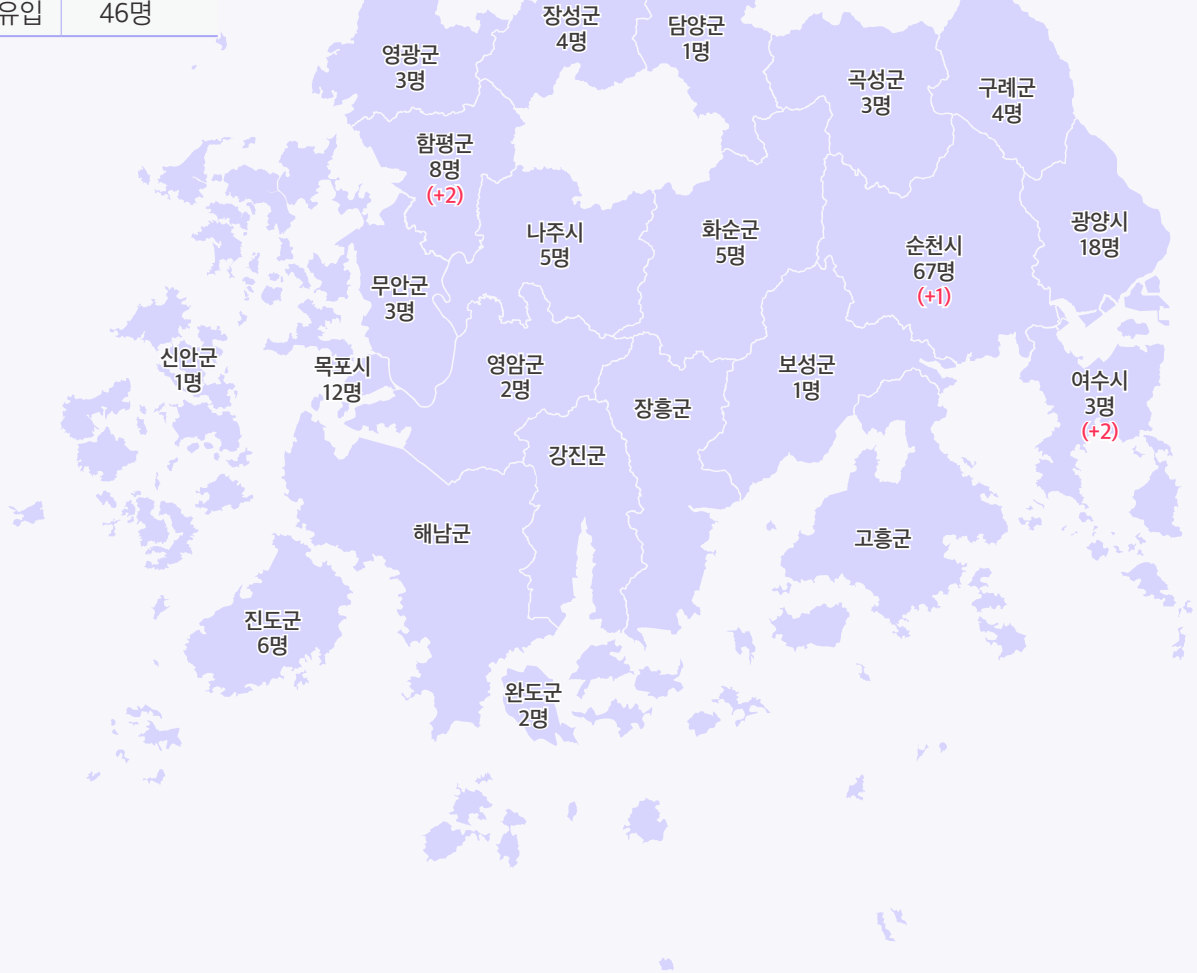 유입 46명
장성군
4명
담양군
1명
영광군
3명
곡성군
3명
구례군
4명
함평군
8명
(+2)
나주시
5명
화순군
5명
순천시
67명
(+1)
광양시
18명
무안군
3명
신안군
1명
목포시
12명
영암군
2명
장흥군
보성군
1명
여수시
3명
(+2)
강진군
해남군
고흥군
진도군
6명
완도군
2명